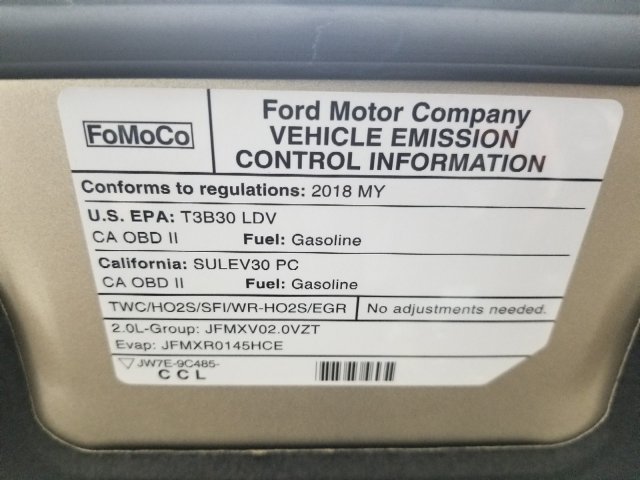 FoMoCo
Ford Motor Company
VEHICLE EMISSION
CONTROL INFORMATION
Conforms to regulations: 2018 MY
U.S. EPA: T3B30 LDV
CA OBD II Fuel: Gasoline
California: SULEV30 PC
CA OBD II Fuel: Gasoline
TWC/HO2S/SFI/WR-HO2S/EGR No adjustments needed.
2.0L-Group: JFMXV02.0VZT
Evap: JFMXR0145HCE
JW7E-9C485-
CCL